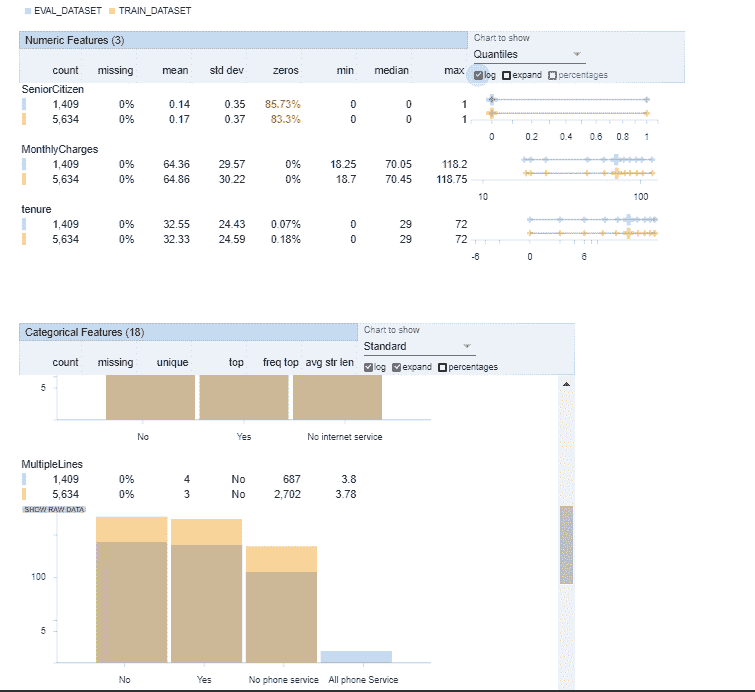 EVAL_DATASET TRAIN_DATASET
Numeric Features (3)
Chart to show
Quantiles
count missing mean std dev zeros min median max
log expand percentages
SeniorCitizen
1,409 0% 0.14 0.35 85.73% 0 0 1
5,634 0% 0.17 0.37 83.3% 0 0 1
0 0.2 0.4 0.6 0.8 1
MonthlyCharges
1,409 0% 64.36 29.57 0% 18.25 70.05 118.2
5,634 0% 64.86 30.22 0% 18.7 70.45 118.75
10 100
tenure
1,409 0% 32.55 24.43 0.07% 0 29 72
5,634 0% 32.33 24.59 0.18% 0 29 72
-6 0 6
Categorical Features (18)
Chart to show
Standard
count missing unique top freq top avg str len
log expand percentages
5
No Yes No internet service
MultipleLines
1,409 0% 4 No 687 3.8
5,634 0% 3 No 2,702 3.78
SHOW RAW DATA
100
5
No Yes No phone service All phone Service